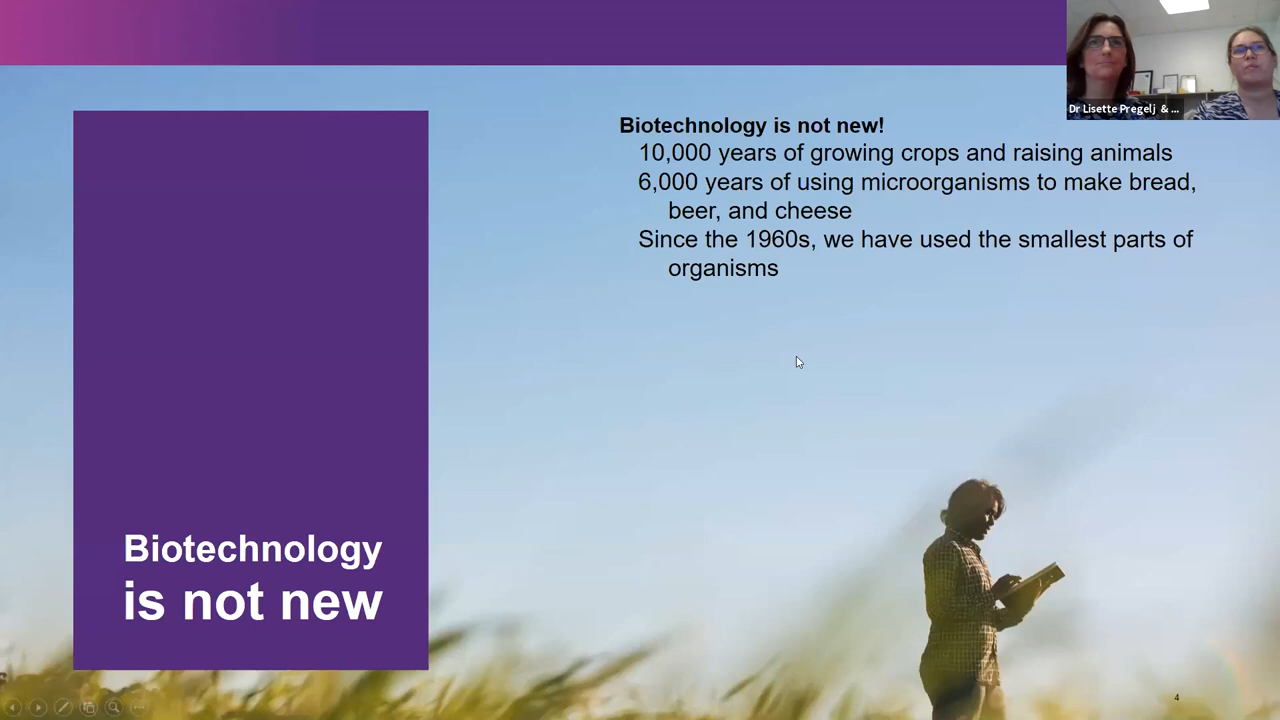 Dr Lisette Pregelj & ...
Biotechnology is not new!
10,000 years of growing crops and raising animals
6,000 years of using microorganisms to make bread,
beer, and cheese
Since the 1960s, we have used the smallest parts of
organisms
Biotechnology
is not new
4